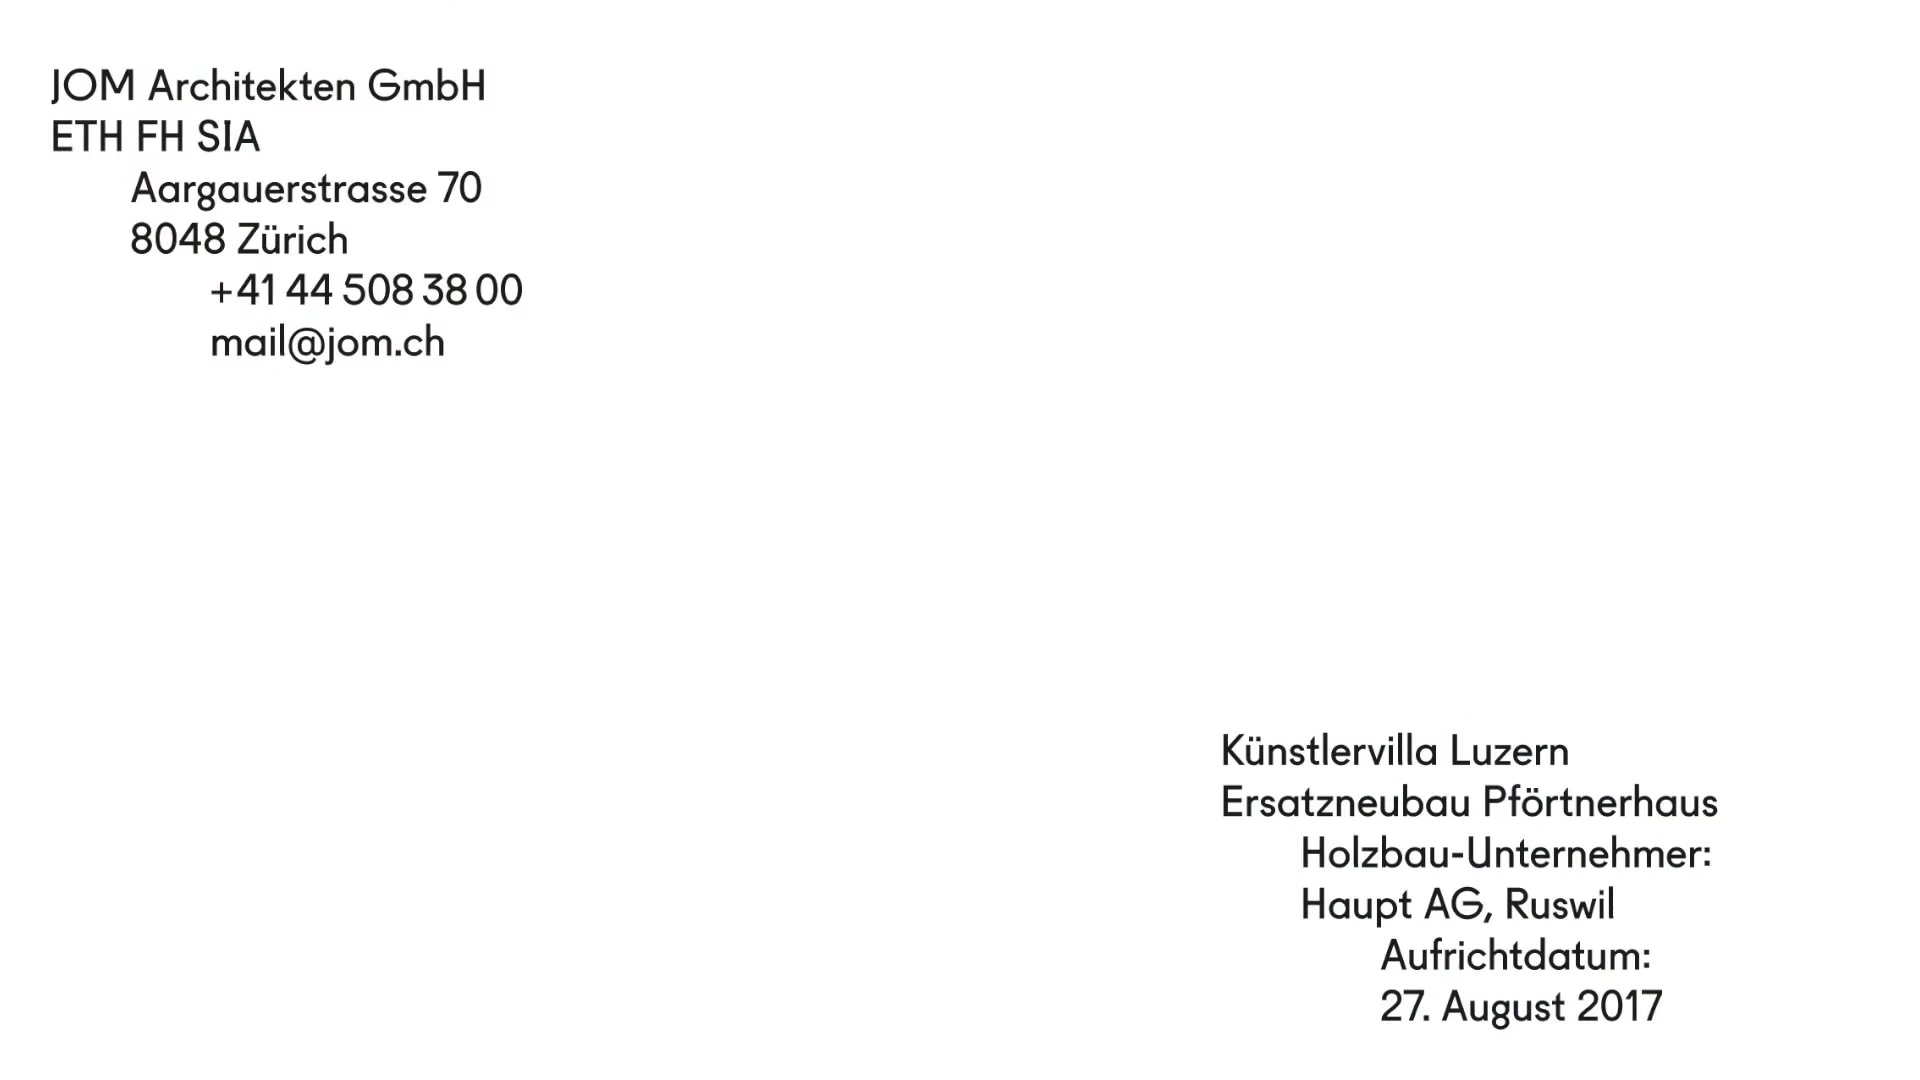 JOM Architekten GmbH
ETH FH SIA
Aargauerstrasse 70
8048 Zürich
+41 44 508 38 00
mail@jom.ch
Künstlervilla Luzern
Ersatzneubau Pförtnerhaus
Holzbau-Unternehmer:
Haupt AG, Ruswil
Aufrichtdatum:
27. August 2017